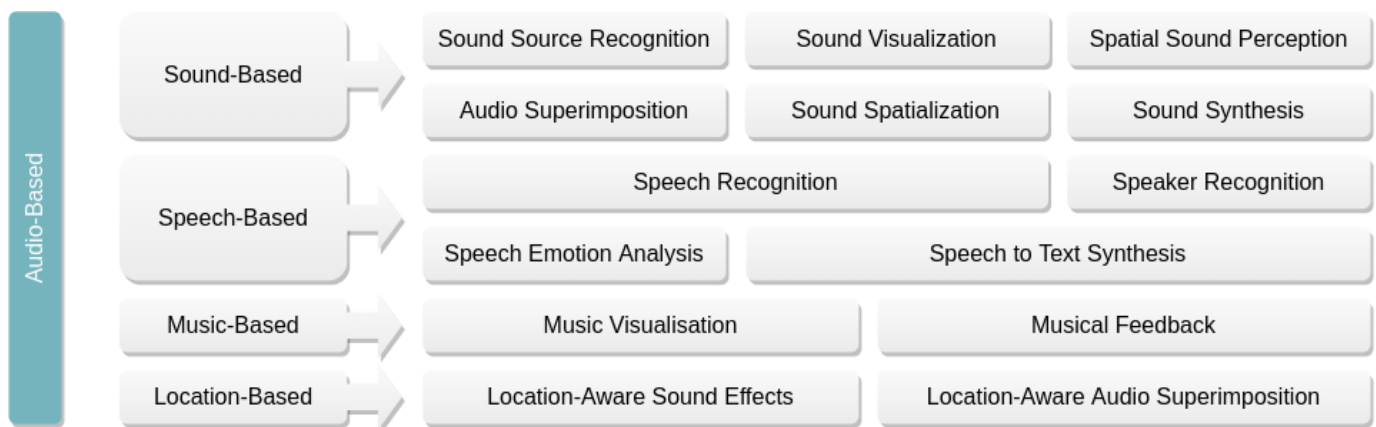 Audio-Based
Sound-Based
Sound Source Recognition
Sound Visualization
Spatial Sound Perception
Audio Superimposition
Sound Spatialization
Sound Synthesis
Speech-Based
Speech Recognition
Speaker Recognition
Speech Emotion Analysis
Speech to Text Synthesis
Music-Based
Music Visualisation
Musical Feedback
Location-Based
Location-Aware Sound Effects
Location-Aware Audio Superimposition